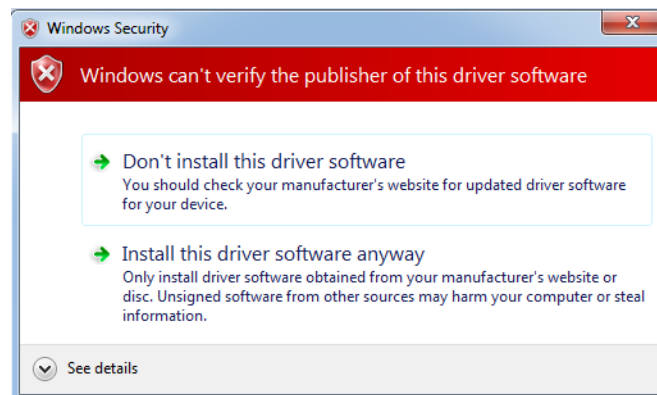 Windows Security
Windows can't verify the publisher of this driver software
Don't install this driver software
You should check your manufacturer's website for updated driver software
for your device.
Install this driver software anyway
Only install driver software obtained from your manufacturer's website or
disc. Unsigned software from other sources may harm your computer or steal
information.
See details